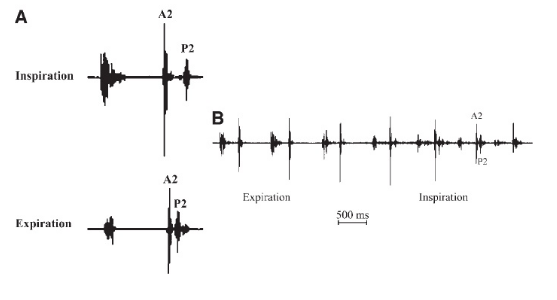 A
A2
P2
Inspiration
B
A2
P2
Expiration
Inspiration
500 ms
A2
P2
Expiration